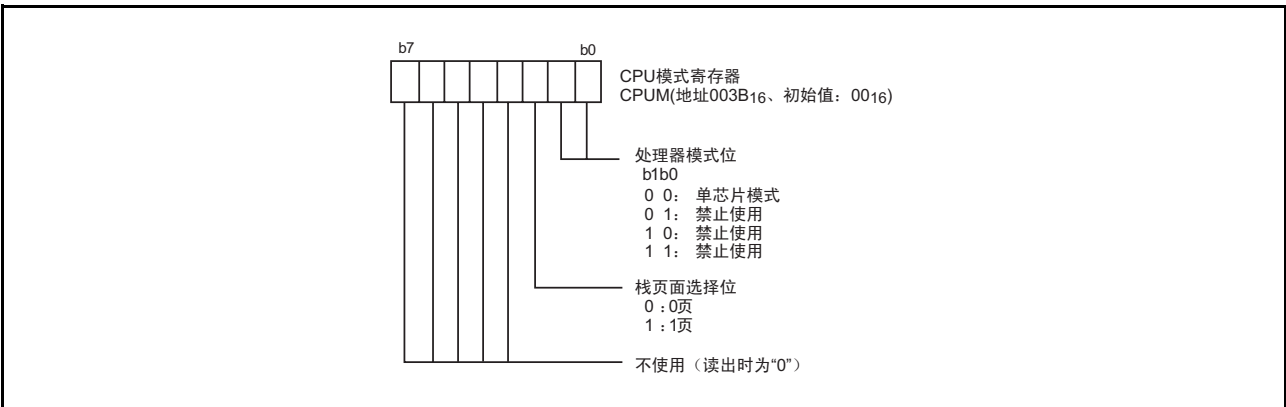 b7 b0
CPU模式寄存器
CPUM(地址003B16、初始值：0016)
处理器模式位
b1b0
0 0： 单芯片模式
0 1： 禁止使用
1 0： 禁止使用
1 1： 禁止使用
栈页面选择位
0 :0页
1 :1页
不使用（读出时为“0”）